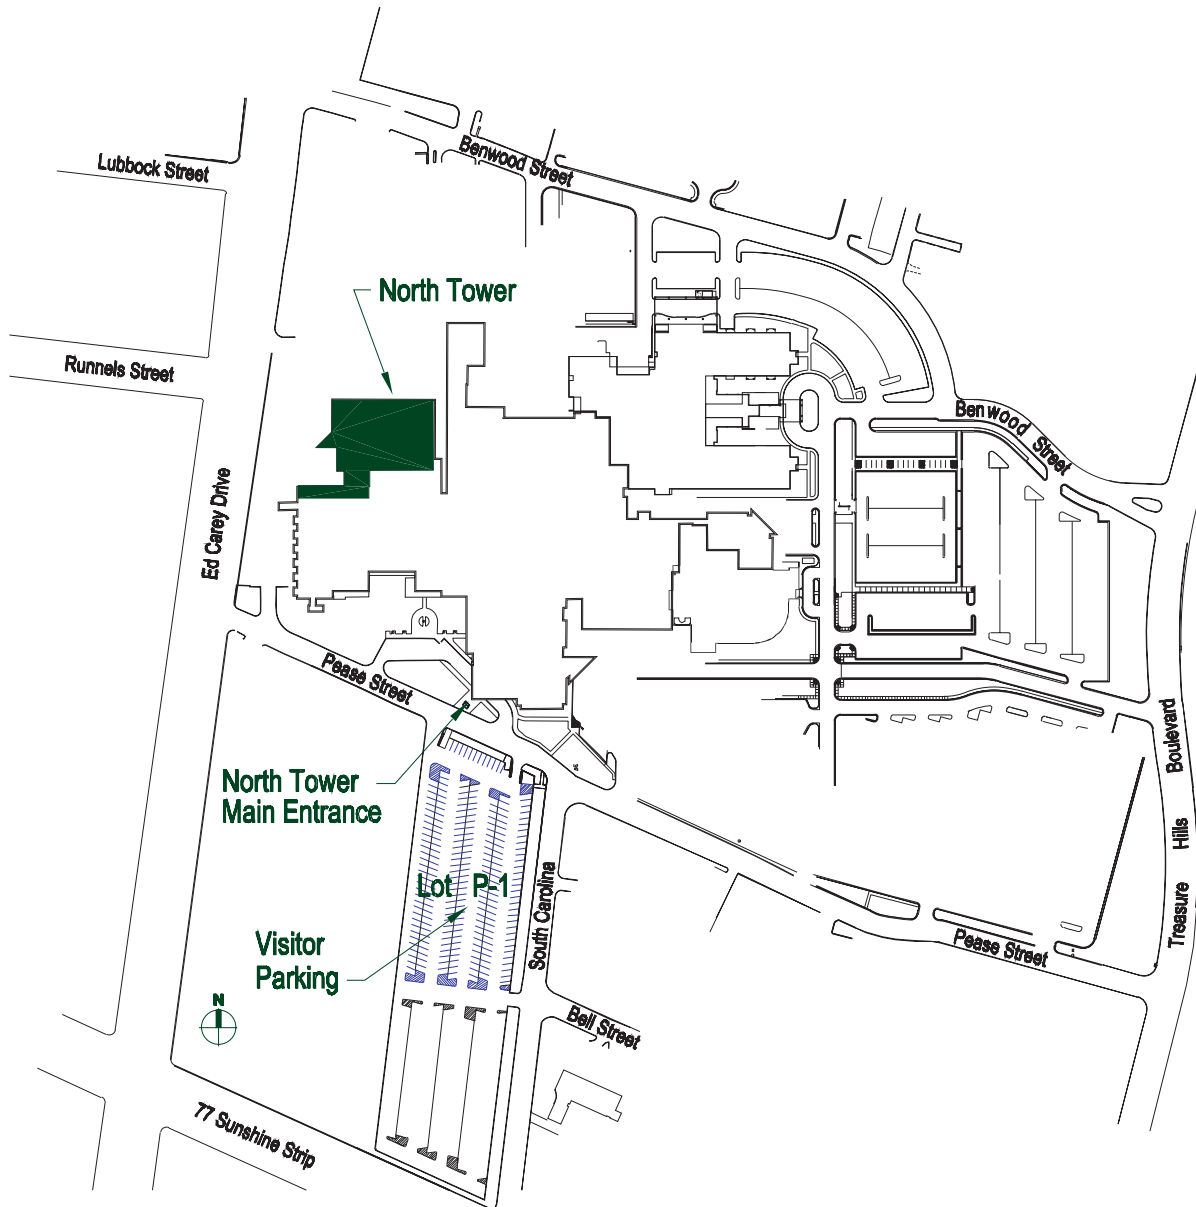 Lubbock Street
Benwood Street
North Tower
Runnels Street
Benwood Street
Ed Carey Drive
Pease Street
North Tower
Main Entrance
Treasure Hills Boulevard
Lot P-1
South Carolina
Visitor
Parking
Pease Street
N
Bell Street
77 Sunshine Strip